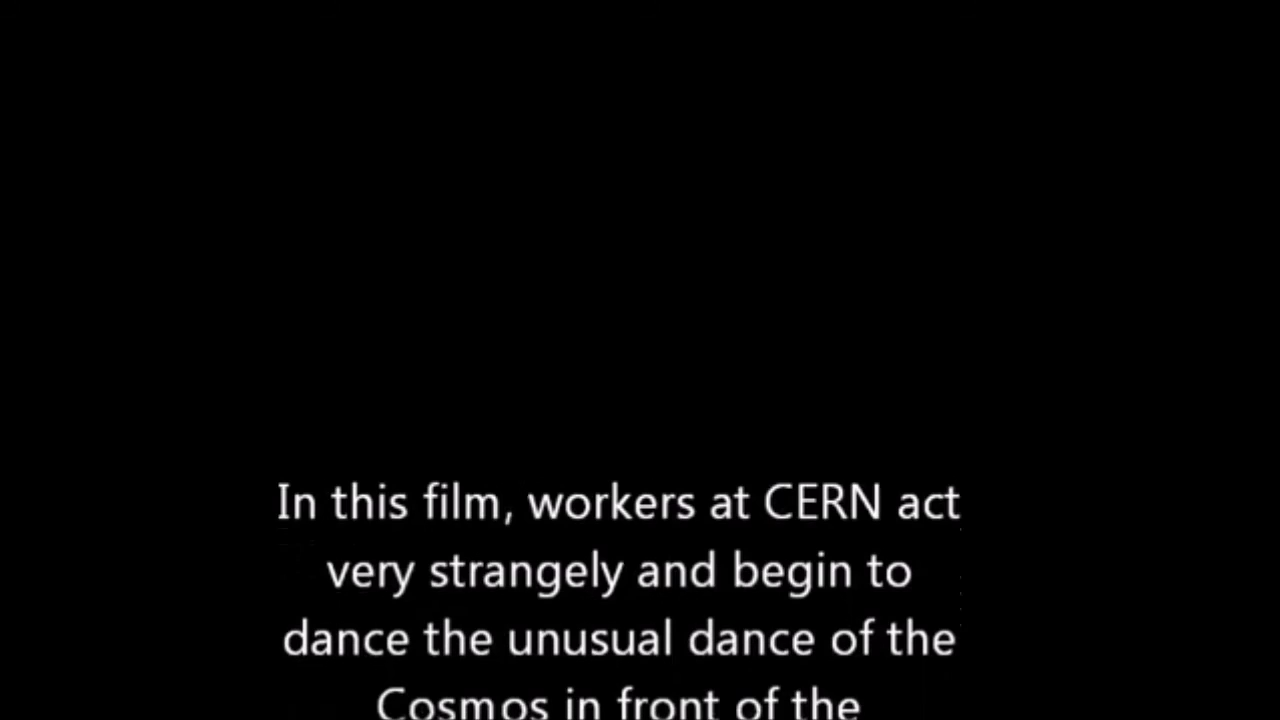 In this film, workers at CERN act
very strangely and begin to
dance the unusual dance of the
Cosmos in front of the